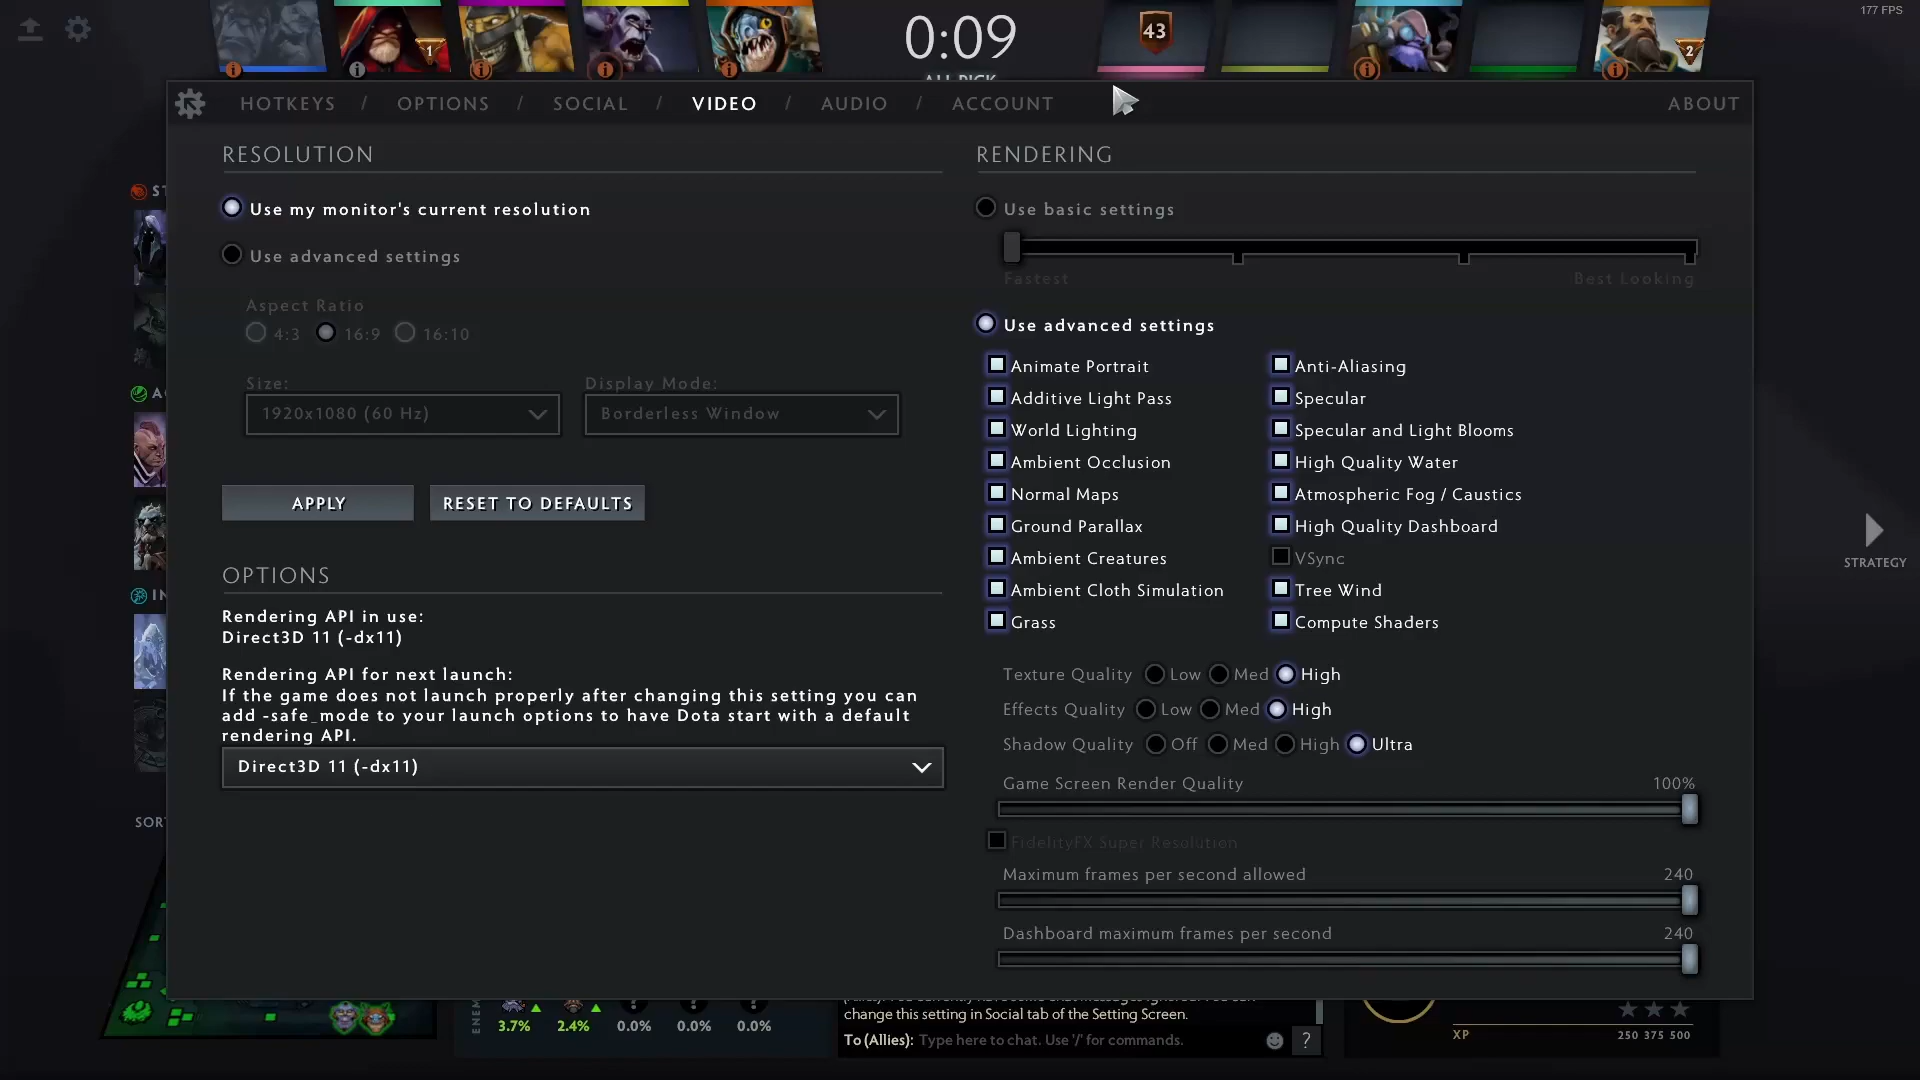 177 FPS
0:09
1
43
2
HOTKEYS / OPTIONS / SOCIAL / VIDEO / AUDIO / ACCOUNT
ABOUT
RESOLUTION
Use my monitor's current resolution
Use advanced settings
Aspect Ratio
4:3 16:9 16:10
Size:
1920x1080 (60 Hz)
Display Mode:
Borderless Window
APPLY
RESET TO DEFAULTS
OPTIONS
Rendering API in use:
Direct3D 11 (-dx11)
Rendering API for next launch:
If the game does not launch properly after changing this setting you can
add -safe_mode to your launch options to have Dota start with a default
rendering API.
Direct3D 11 (-dx11)
RENDERING
Use basic settings
Fastest
Best Looking
Use advanced settings
Animate Portrait
Additive Light Pass
World Lighting
Ambient Occlusion
Normal Maps
Ground Parallax
Ambient Creatures
Ambient Cloth Simulation
Grass
Anti-Aliasing
Specular
Specular and Light Blooms
High Quality Water
Atmospheric Fog / Caustics
High Quality Dashboard
VSync
Tree Wind
Compute Shaders
Texture Quality Low Med High
Effects Quality Low Med High
Shadow Quality Off Med High Ultra
Game Screen Render Quality 100%
FidelityFX Super Resolution
Maximum frames per second allowed 240
Dashboard maximum frames per second 240
STRATEGY
3.7% 2.4% 0.0% 0.0% 0.0%
change this setting in Social tab of the Setting Screen.
To (Allies): Type here to chat. Use '/' for commands.
?
XP
250 375 500